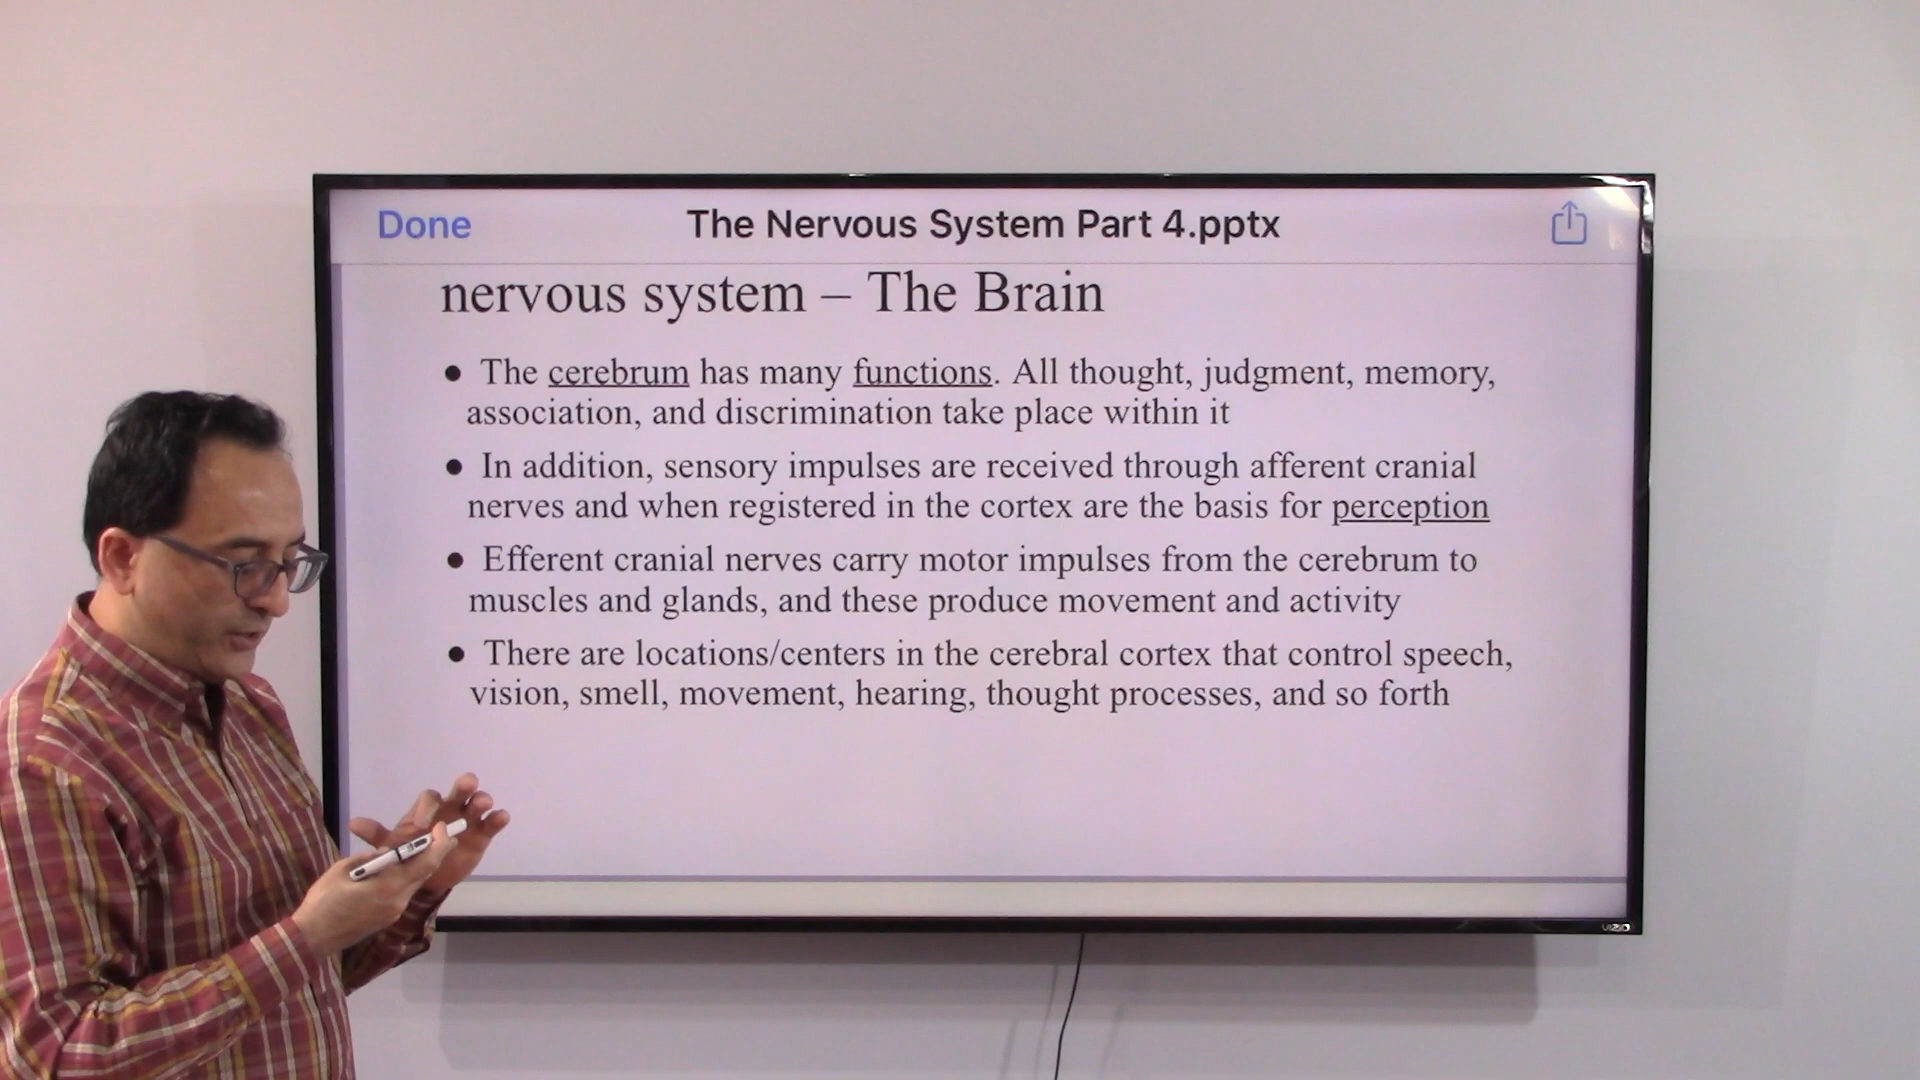 Done
The Nervous System Part 4.pptx
nervous system – The Brain
● The cerebrum has many functions. All thought, judgment, memory,
association, and discrimination take place within it
● In addition, sensory impulses are received through afferent cranial
nerves and when registered in the cortex are the basis for perception
● Efferent cranial nerves carry motor impulses from the cerebrum to
muscles and glands, and these produce movement and activity
● There are locations/centers in the cerebral cortex that control speech,
vision, smell, movement, hearing, thought processes, and so forth
VIZIO